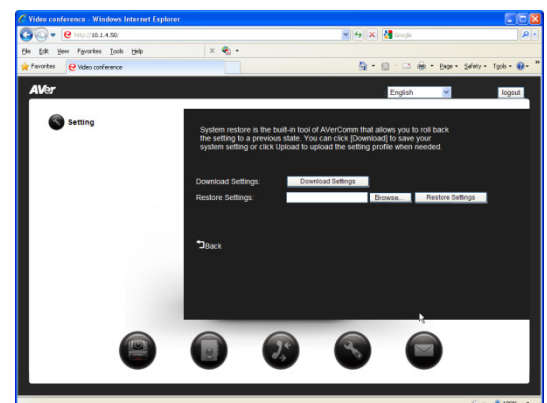 Video conference - Windows Internet Explorer
http://10.1.4.50/
Google
File Edit View Favorites Tools Help
Favorites Video conference
Page Safety Tools
AVer
English logout
Setting
System restore is the built-in tool of AVerComm that allows you to roll back
the setting to a previous state. You can click [Download] to save your
system setting or click Upload to upload the setting profile when needed.
Download Settings: Download Settings
Restore Settings: Browse... Restore Settings
Back